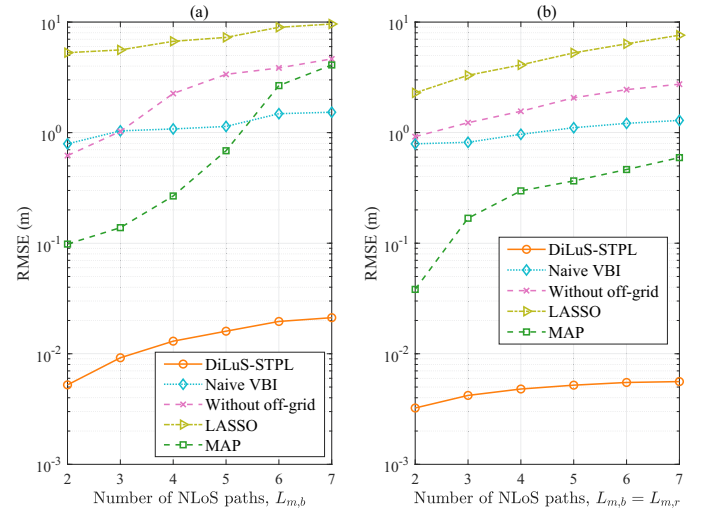 (a)
10^1
10^0
10^-1
10^-2
10^-3
RMSE (m)
DiLuS-STPL
Naive VBI
Without off-grid
LASSO
MAP
2 3 4 5 6 7
Number of NLoS paths, L_{m,b}
(b)
10^1
10^0
10^-1
10^-2
10^-3
RMSE (m)
DiLuS-STPL
Naive VBI
Without off-grid
LASSO
MAP
2 3 4 5 6 7
Number of NLoS paths, L_{m,b} = L_{m,r}